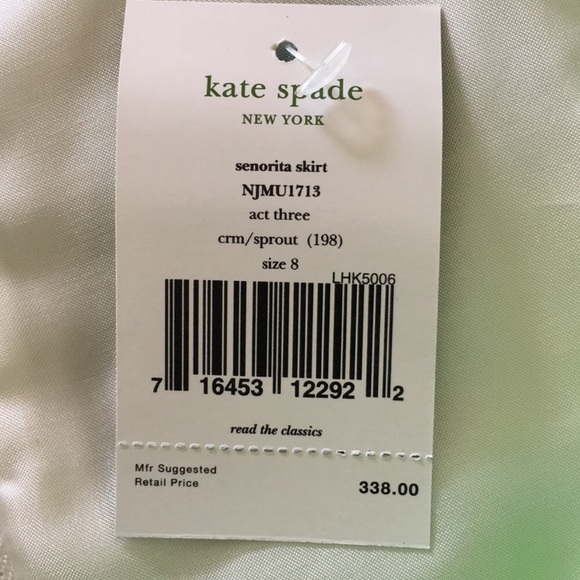 kate spade
NEW YORK
senorita skirt
NJMU1713
act three
crm/sprout (198)
size 8
LHK5006
7 16453 12292 2
read the classics
Mfr Suggested
Retail Price
338.00